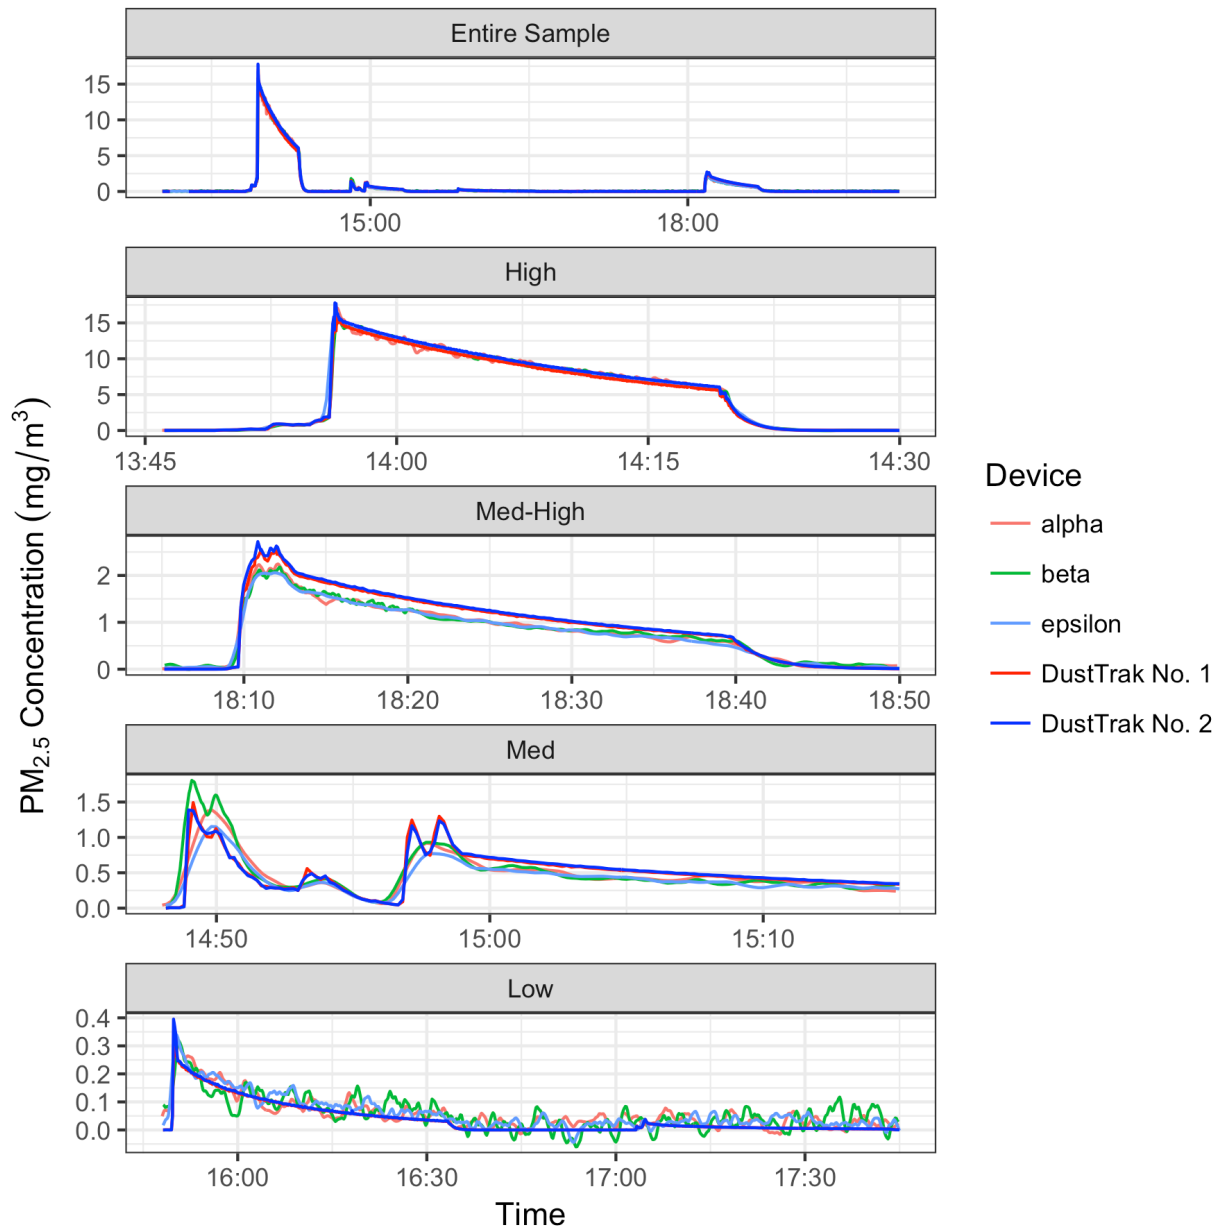 Entire Sample
15
10
5
0
15:00 18:00
High
15
10
5
0
13:45 14:00 14:15 14:30
Med-High
2
1
0
18:10 18:20 18:30 18:40 18:50
Med
1.5
1.0
0.5
0.0
14:50 15:00 15:10
Low
0.4
0.3
0.2
0.1
0.0
16:00 16:30 17:00 17:30
Time
PM2.5 Concentration (mg/m³)
Device
alpha
beta
epsilon
DustTrak No. 1
DustTrak No. 2